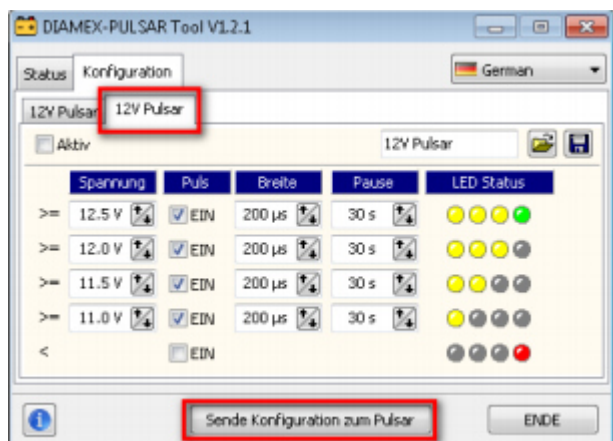 DIAMEX-PULSAR Tool V1.2.1
Status Konfiguration German
12V Pulsar 12V Pulsar
Aktiv 12V Pulsar
Spannung Puls Breite Pause LED Status
>= 12.5 V EIN 200 µs 30 s
>= 12.0 V EIN 200 µs 30 s
>= 11.5 V EIN 200 µs 30 s
>= 11.0 V EIN 200 µs 30 s
< EIN
Sende Konfiguration zum Pulsar ENDE